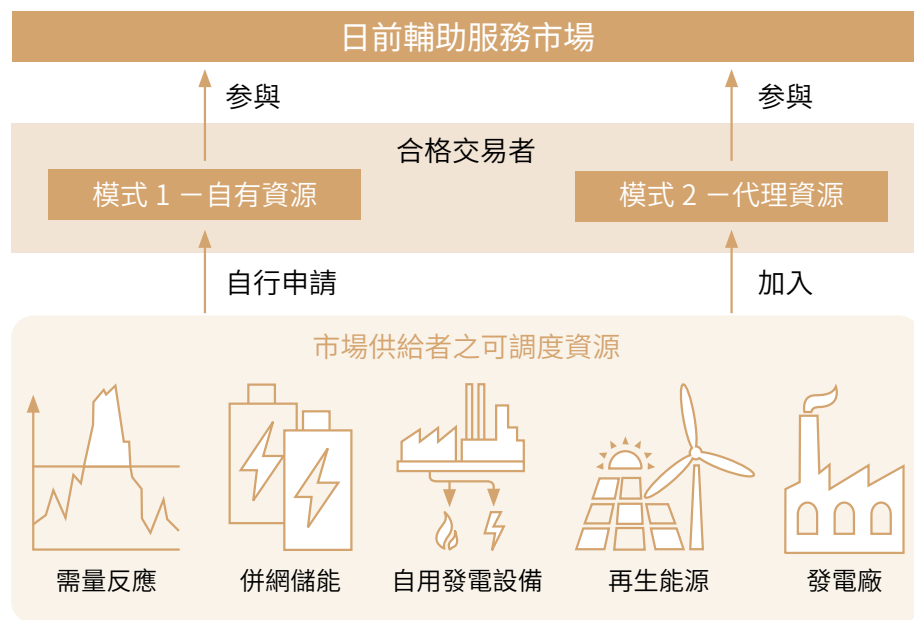 日前輔助服務市場
参與
参與
合格交易者
模式 1 －自有資源
模式 2 －代理資源
自行申請
加入
市場供給者之可調度資源
需量反應
併網儲能
自用發電設備
再生能源
發電廠